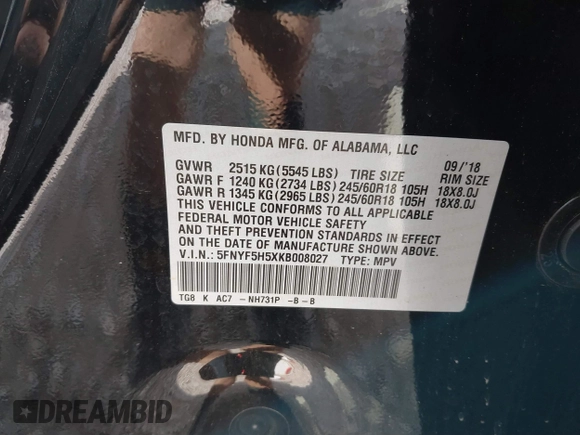 MFD. BY HONDA MFG. OF ALABAMA, LLC
09/'18
GVWR 2515 KG (5545 LBS) TIRE SIZE RIM SIZE
GAWR F 1240 KG (2734 LBS) 245/60R18 105H 18X8.0J
GAWR R 1345 KG (2965 LBS) 245/60R18 105H 18X8.0J
THIS VEHICLE CONFORMS TO ALL APPLICABLE
FEDERAL MOTOR VEHICLE SAFETY
AND THEFT PREVENTION STANDARDS IN EFFECT
ON THE DATE OF MANUFACTURE SHOWN ABOVE.
V.I.N.: 5FNYF5H5XKB008027 TYPE: MPV
TG8 K AC7 -NH731P -B-B
DREAMBID